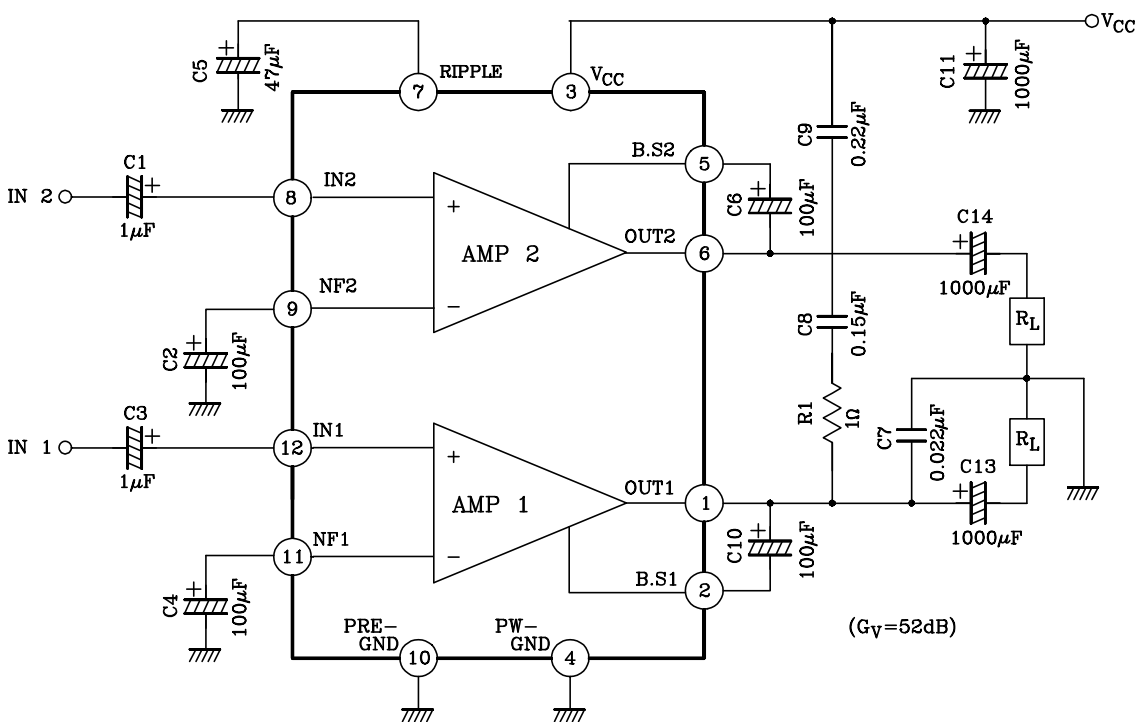 VCC
C5
47μF
RIPPLE
7
VCC
3
C11
1000μF
C9
0.22μF
B.S2
5
C1
IN 2
1μF
8
IN2
+
AMP 2
−
C6
100μF
OUT2
6
C14
1000μF
NF2
9
C2
100μF
C8
0.15μF
RL
C3
IN 1
1μF
12
IN1
+
AMP 1
−
R1
1Ω
C7
0.022μF
RL
OUT1
1
C13
1000μF
NF1
11
C4
100μF
C10
100μF
B.S1
2
(GV=52dB)
PRE-
GND
10
PW-
GND
4